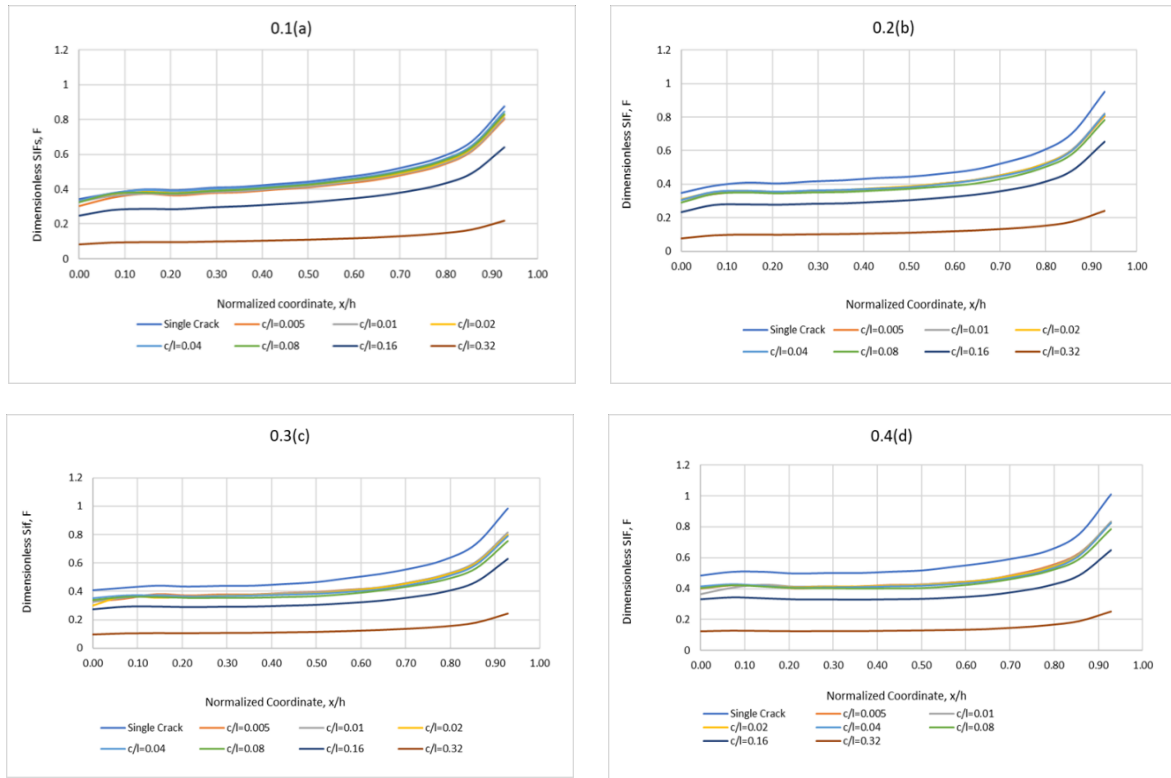 0.1(a)
Dimensionless SIFs, F
1.2
1
0.8
0.6
0.4
0.2
0
0.00 0.10 0.20 0.30 0.40 0.50 0.60 0.70 0.80 0.90 1.00
Normalized coordinate, x/h
Single Crack c/l=0.005 c/l=0.01 c/l=0.02
c/l=0.04 c/l=0.08 c/l=0.16 c/l=0.32
0.2(b)
Dimensionless SIF, F
1.2
1
0.8
0.6
0.4
0.2
0
0.00 0.10 0.20 0.30 0.40 0.50 0.60 0.70 0.80 0.90 1.00
Normalized Coordinate, x/h
Single Crack c/l=0.005 c/l=0.01 c/l=0.02
c/l=0.04 c/l=0.08 c/l=0.16 c/l=0.32
0.3(c)
Dimensionless Sif, F
1.2
1
0.8
0.6
0.4
0.2
0
0.00 0.10 0.20 0.30 0.40 0.50 0.60 0.70 0.80 0.90 1.00
Normalized Coordinate, x/h
Single Crack c/l=0.005 c/l=0.01 c/l=0.02
c/l=0.04 c/l=0.08 c/l=0.16 c/l=0.32
0.4(d)
Dimensionless SIF, F
1.2
1
0.8
0.6
0.4
0.2
0
0.00 0.10 0.20 0.30 0.40 0.50 0.60 0.70 0.80 0.90 1.00
Normalized Coordinate, x/h
Single Crack c/l=0.005 c/l=0.01
c/l=0.02 c/l=0.04 c/l=0.08
c/l=0.16 c/l=0.32